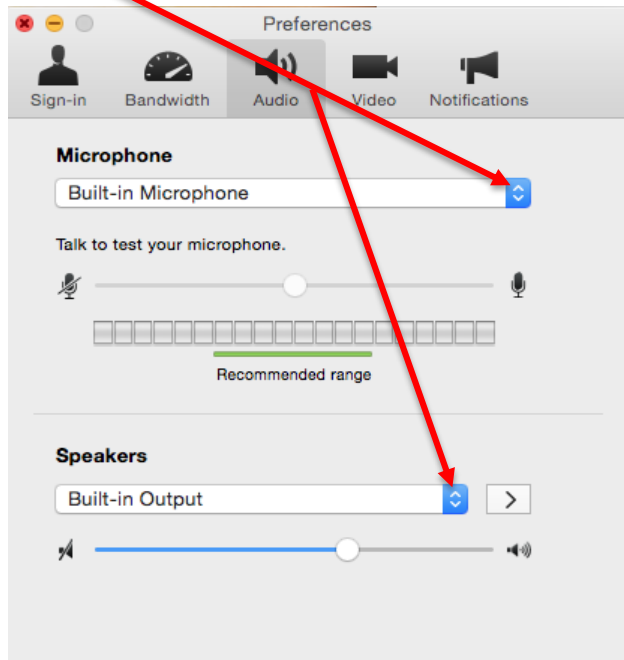 Preferences
Sign-in Bandwidth Audio Video Notifications
Microphone
Built-in Microphone
Talk to test your microphone.
Recommended range
Speakers
Built-in Output